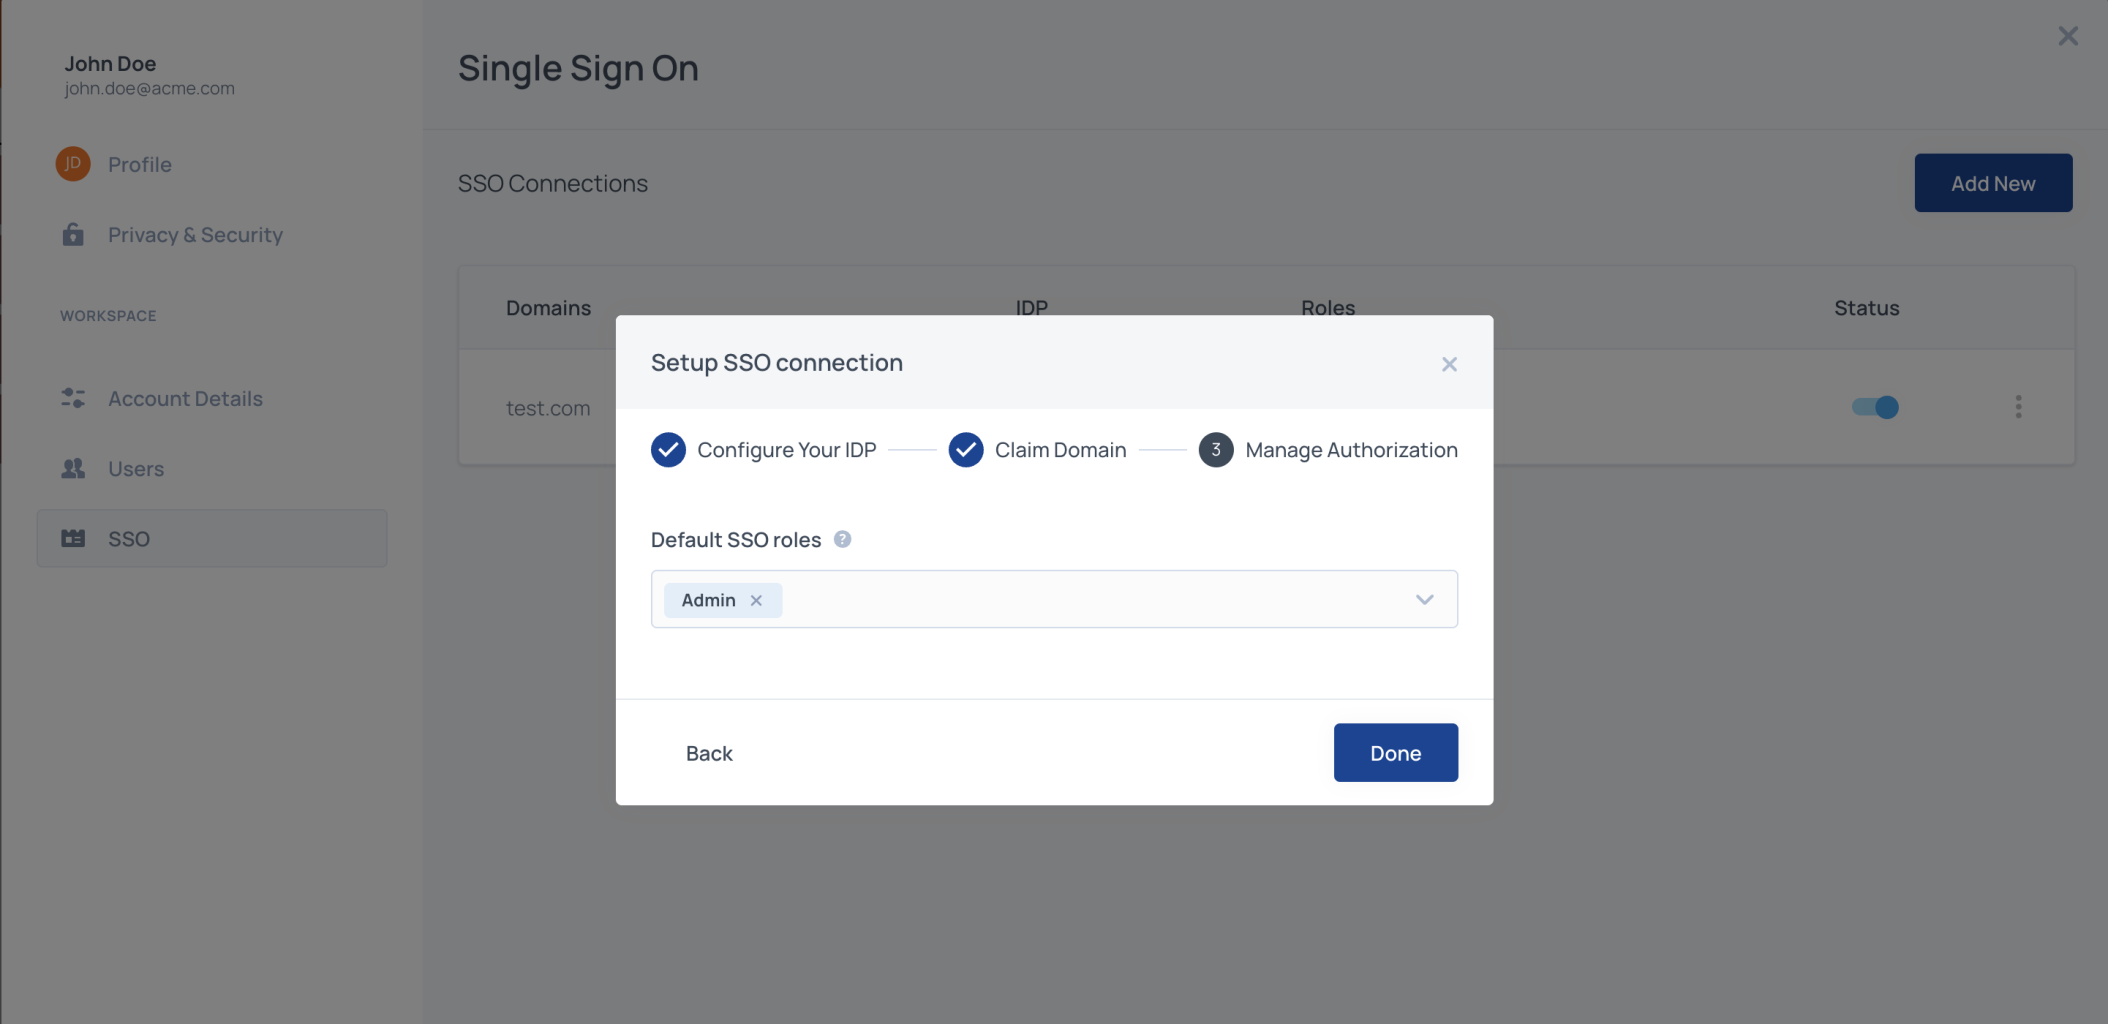 John Doe
john.doe@acme.com
JD Profile
Privacy & Security
WORKSPACE
Account Details
Users
SSO
Single Sign On
SSO Connections
Add New
Domains IDP Roles Status
test.com
Setup SSO connection
Configure Your IDP Claim Domain 3 Manage Authorization
Default SSO roles ?
Admin
Back Done